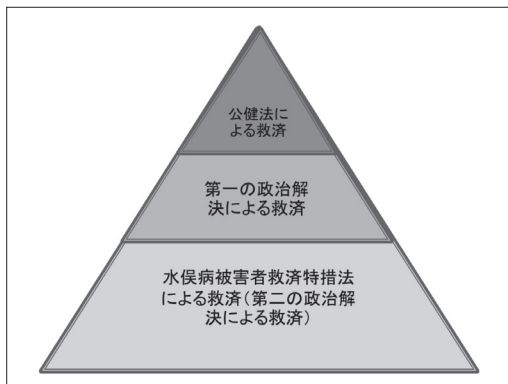 公健法に
よる救済
第一の政治解
決による救済
水俣病被害者救済特措法
による救済(第二の政治解
決による救済)